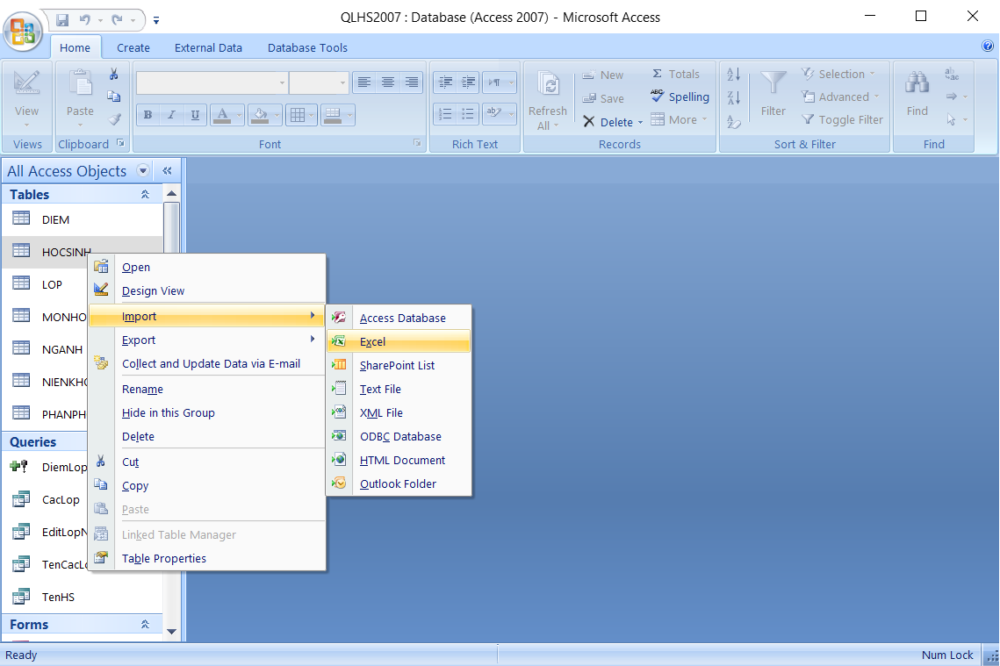 QLHS2007 : Database (Access 2007) - Microsoft Access
Home Create External Data Database Tools
View
Views
Paste
Clipboard
B I U A
Font
Rich Text
Refresh All
New
Save
Delete
Totals
ABC Spelling
More
Records
Filter
Selection
Advanced
Toggle Filter
Sort & Filter
Find
Find
All Access Objects
Tables
DIEM
HOCSINH
LOP
MONHO
NGANH
NIENKHO
PHANPH
Queries
DiemLop
CacLop
EditLopN
TenCacLo
TenHS
Forms
Open
Design View
Import
Export
Collect and Update Data via E-mail
Rename
Hide in this Group
Delete
Cut
Copy
Paste
Linked Table Manager
Table Properties
Access Database
Excel
SharePoint List
Text File
XML File
ODBC Database
HTML Document
Outlook Folder
Ready
Num Lock